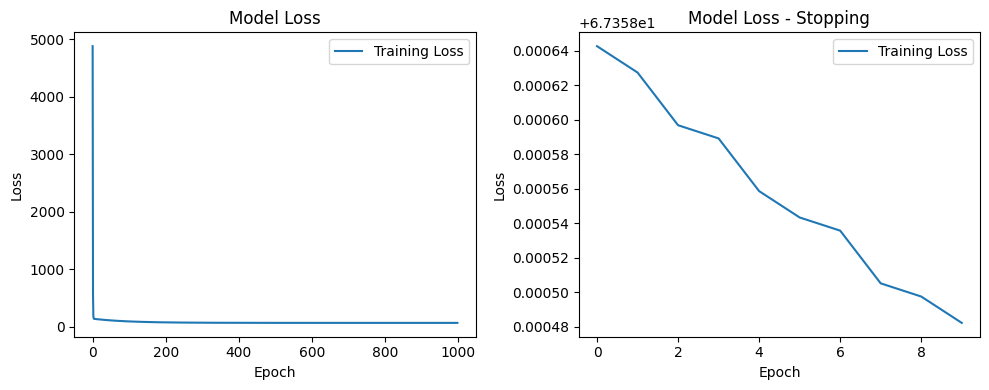 Model Loss
Loss
5000
4000
3000
2000
1000
0
0 200 400 600 800 1000
Epoch
Training Loss
+6.7358e1
Model Loss - Stopping
Loss
0.00064
0.00062
0.00060
0.00058
0.00056
0.00054
0.00052
0.00050
0.00048
0 2 4 6 8
Epoch
Training Loss